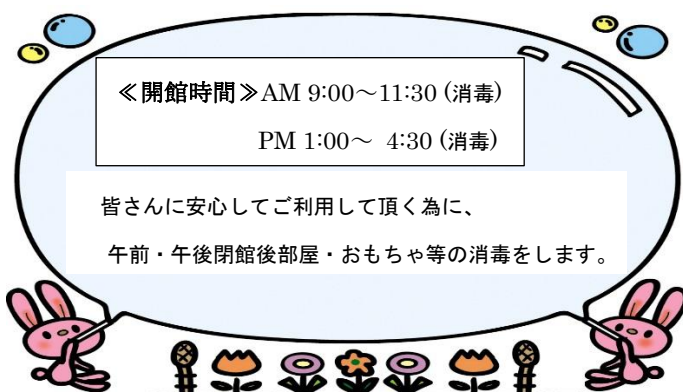 ≪開館時間≫AM 9:00～11:30 (消毒)
PM 1:00～ 4:30 (消毒)
皆さんに安心してご利用して頂く為に、
午前・午後閉館後部屋・おもちゃ等の消毒をします。